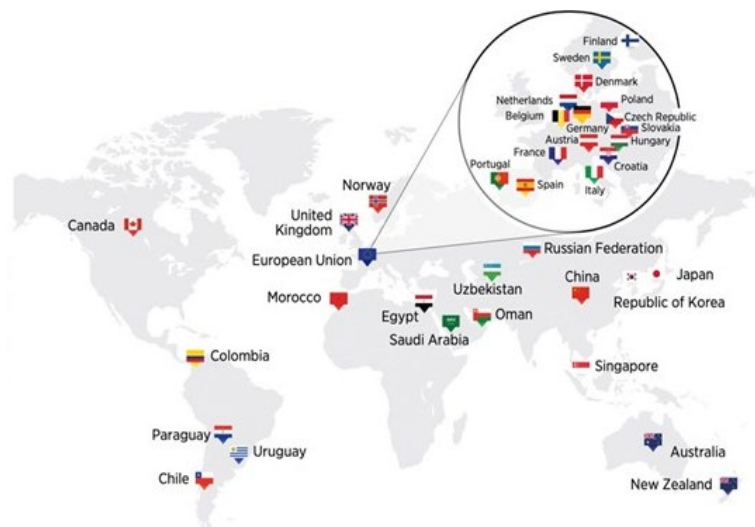 Finland
Sweden
Denmark
Netherlands
Poland
Belgium
Czech Republic
Germany
Slovakia
Austria
Hungary
France
Croatia
Portugal
Spain
Italy
Norway
Canada
United
Kingdom
European Union
Russian Federation
Uzbekistan
China
Japan
Republic of Korea
Morocco
Egypt
Oman
Saudi Arabia
Colombia
Singapore
Paraguay
Uruguay
Australia
Chile
New Zealand